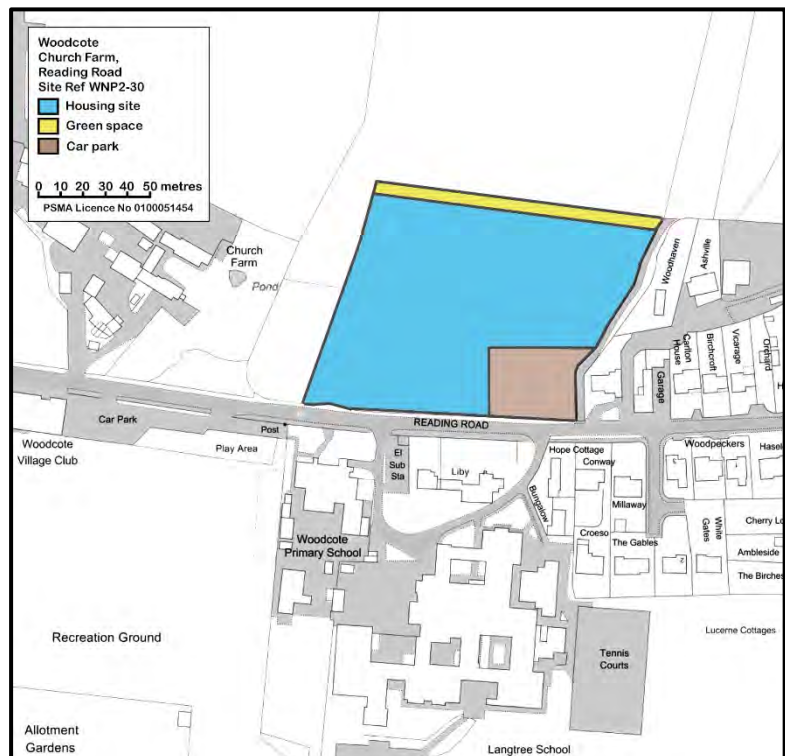 Woodcote
Church Farm,
Reading Road
Site Ref WNP2-30
Housing site
Green space
Car park
0 10 20 30 40 50 metres
PSMA Licence No 0100051454
Church
Farm
Pond
Woodhaven
Ashville
Carlton
House
Birchcroft
Vicarage
Orchard
Garage
H
Car Park
READING ROAD
Post
Woodcote
Village Club
Play Area
El
Sub
Sta
Liby
Hope Cottage
Conway
Woodpeckers
Hasel
Bungalow
Millaway
White
Gates
Cherry Lo
Woodcote
Primary School
Croeso
The Gables
2
Ambleside
The Birches
Recreation Ground
Lucerne Cottages
Tennis
Courts
Allotment
Gardens
Langtree School